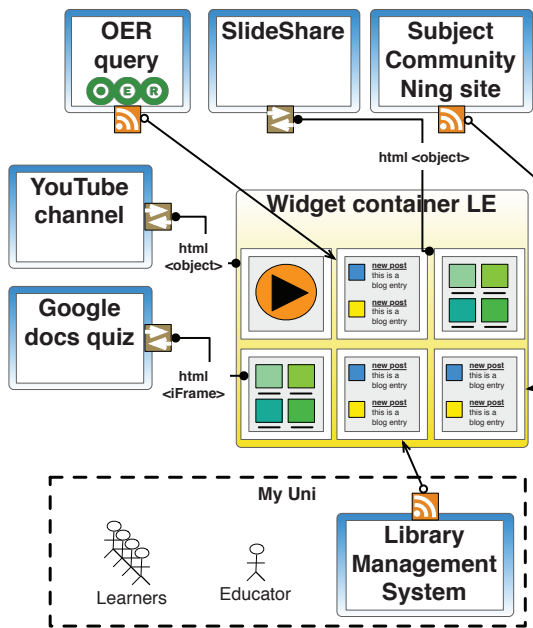 OER
query
OER
SlideShare
Subject
Community
Ning site
html <object>
YouTube
channel
html
<object>
Widget container LE
new post
this is a
blog entry
new post
this is a
blog entry
Google
docs quiz
html
<iFrame>
new post
this is a
blog entry
new post
this is a
blog entry
new post
this is a
blog entry
new post
this is a
blog entry
My Uni
Learners
Educator
Library
Management
System